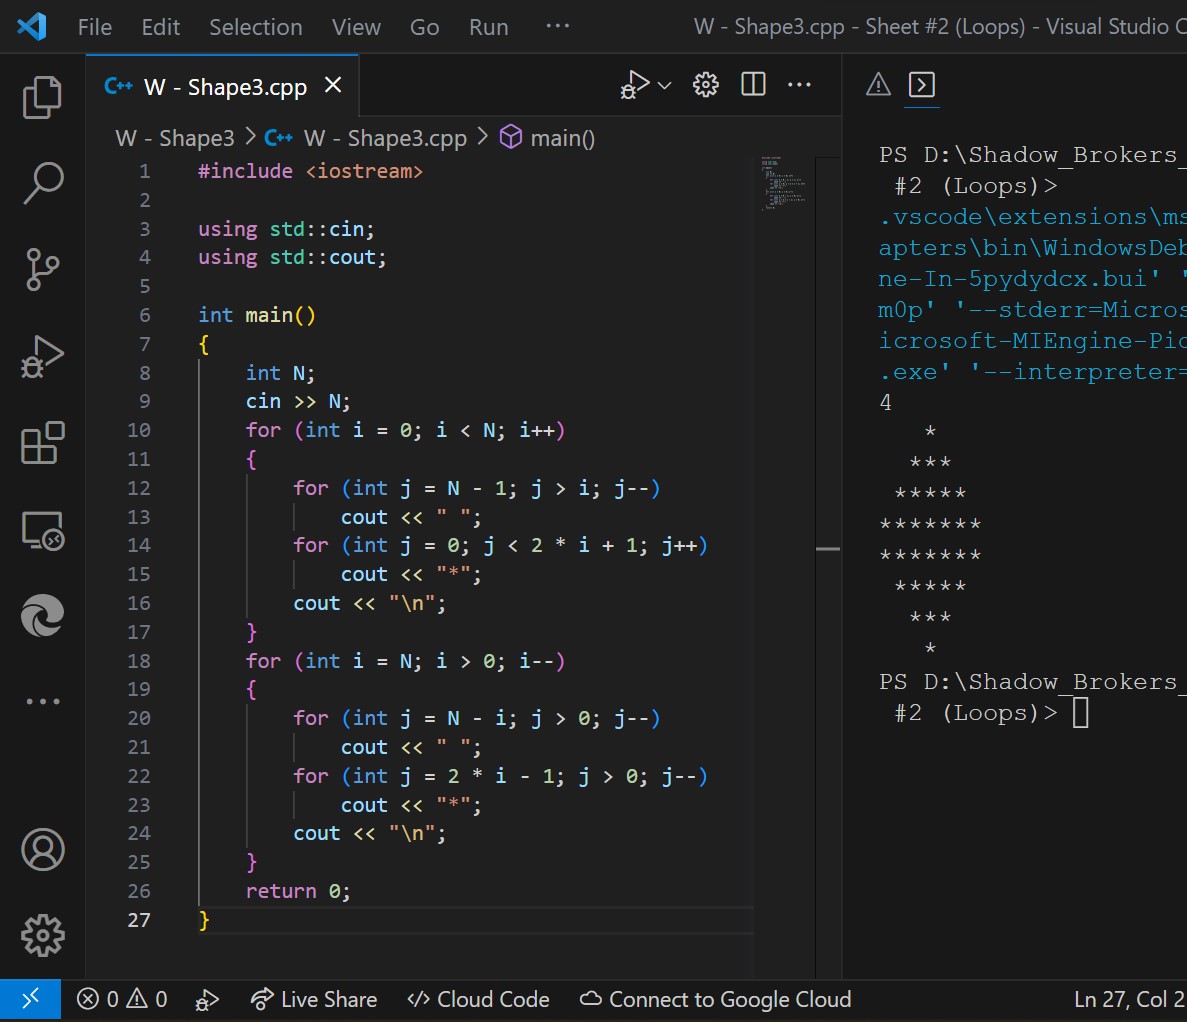 File Edit Selection View Go Run ··· W - Shape3.cpp - Sheet #2 (Loops) - Visual Studio C
C++ W - Shape3.cpp ×
W - Shape3 > C++ W - Shape3.cpp > main()
1 #include <iostream>
2
3 using std::cin;
4 using std::cout;
5
6 int main()
7 {
8     int N;
9     cin >> N;
10     for (int i = 0; i < N; i++)
11     {
12         for (int j = N - 1; j > i; j--)
13             cout << " ";
14         for (int j = 0; j < 2 * i + 1; j++)
15             cout << "*";
16         cout << "\n";
17     }
18     for (int i = N; i > 0; i--)
19     {
20         for (int j = N - i; j > 0; j--)
21             cout << " ";
22         for (int j = 2 * i - 1; j > 0; j--)
23             cout << "*";
24         cout << "\n";
25     }
26     return 0;
27 }
PS D:\Shadow_Brokers_
#2 (Loops)>
.vscode\extensions\ms
apters\bin\WindowsDeb
ne-In-5pydydcx.bui' '
m0p' '--stderr=Micros
icrosoft-MIEngine-Pid
.exe' '--interpreter=
4
   *
  ***
 *****
*******
*******
 *****
  ***
   *
PS D:\Shadow_Brokers_
#2 (Loops)>
0 0 Live Share Cloud Code Connect to Google Cloud Ln 27, Col 2